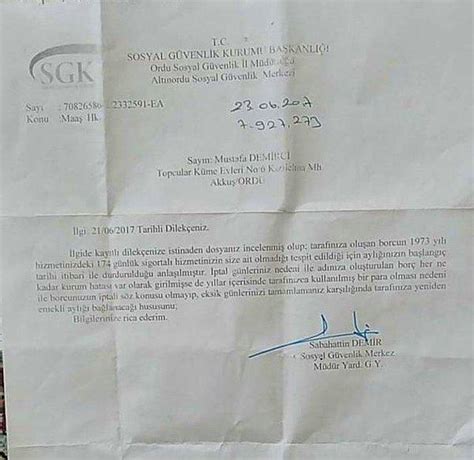 SGK
T.C.
SOSYAL GÜVENLİK KURUMU BAŞKANLIĞI
Ordu Sosyal Güvenlik İl Müdürlüğü
Altınordu Sosyal Güvenlik Merkezi
Sayı : 70826586- 2332591-EA
Konu : Maaş Hk.
23.06.207
7.927.279
Sayın: Mustafa DEMİRCİ
Topcular Küme Evleri No:6 Mh.
Akkuş/ORDU
İlgi 21/06/2017 Tarihli Dilekçeniz.
İlgide kayıtlı dilekçenize istinaden dosyanız incelenmiş olup; tarafınıza oluşan borcun 1973 yılı
hizmetinizdeki 174 günlük sigortalı hizmetinizin size ait olmadığı tespit edildiği için aylığınızın başlangıç
tarihi itibari ile durdurulduğu anlaşılmıştır. İptal günleriniz nedeni ile adınıza oluşturulan borç her ne
kadar kurum hatası var olarak girilmişse de yıllar içerisinde tarafınızca kullanılmış bir para olması nedeni
ile borcunuzun iptali söz konusu olmayıp, eksik günlerinizi tamamlamanız karşılığında tarafınıza yeniden
emekli aylığı bağlanacağı hususunu;
Bilgilerinize rica ederim.
Sabahattin DEMİR
Sosyal Güvenlik Merkez
Müdür Yard. G.Y.